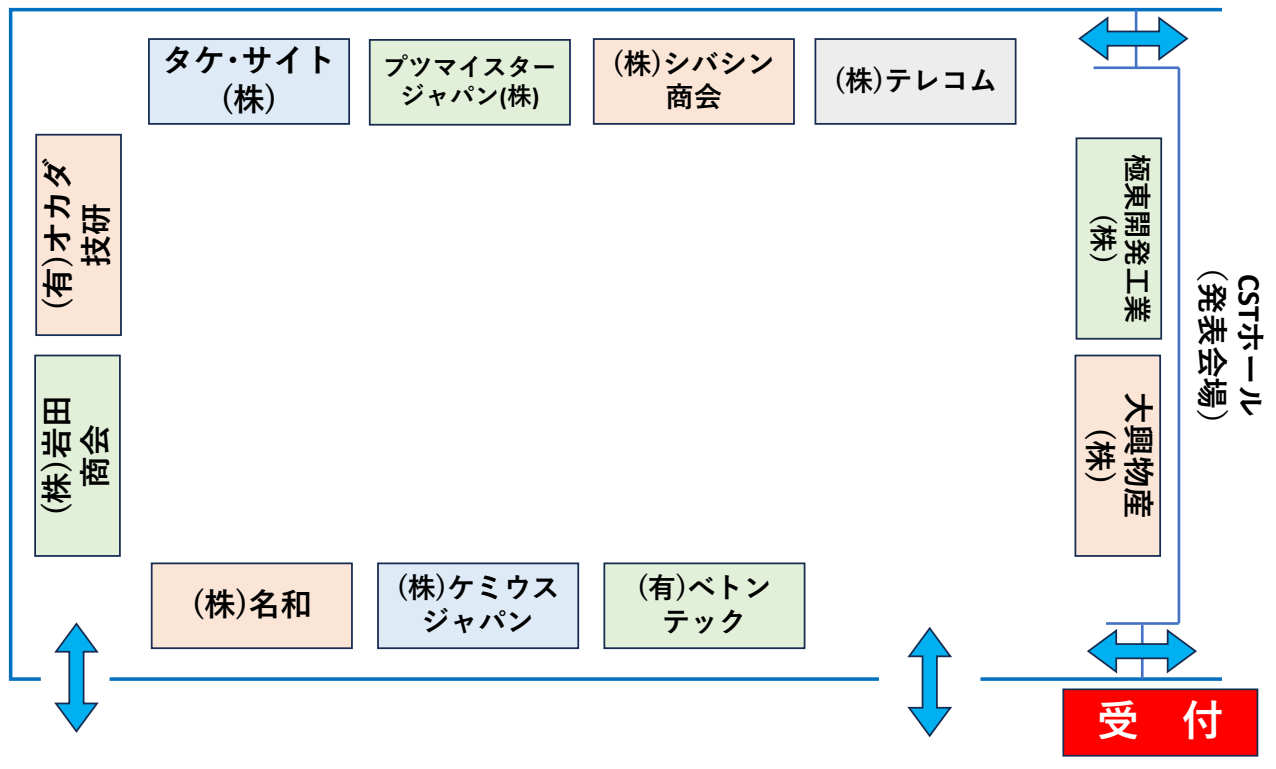 タケ･サイト
(株)
プツマイスター
ジャパン(株)
(株)シバシン
商会
(株)テレコム
(有)オカダ
技研
(株)岩田
商会
極東開発工業
(株)
大興物産
(株)
CSTホール
(発表会場)
(株)名和
(株)ケミウス
ジャパン
(有)ベトン
テック
受　付